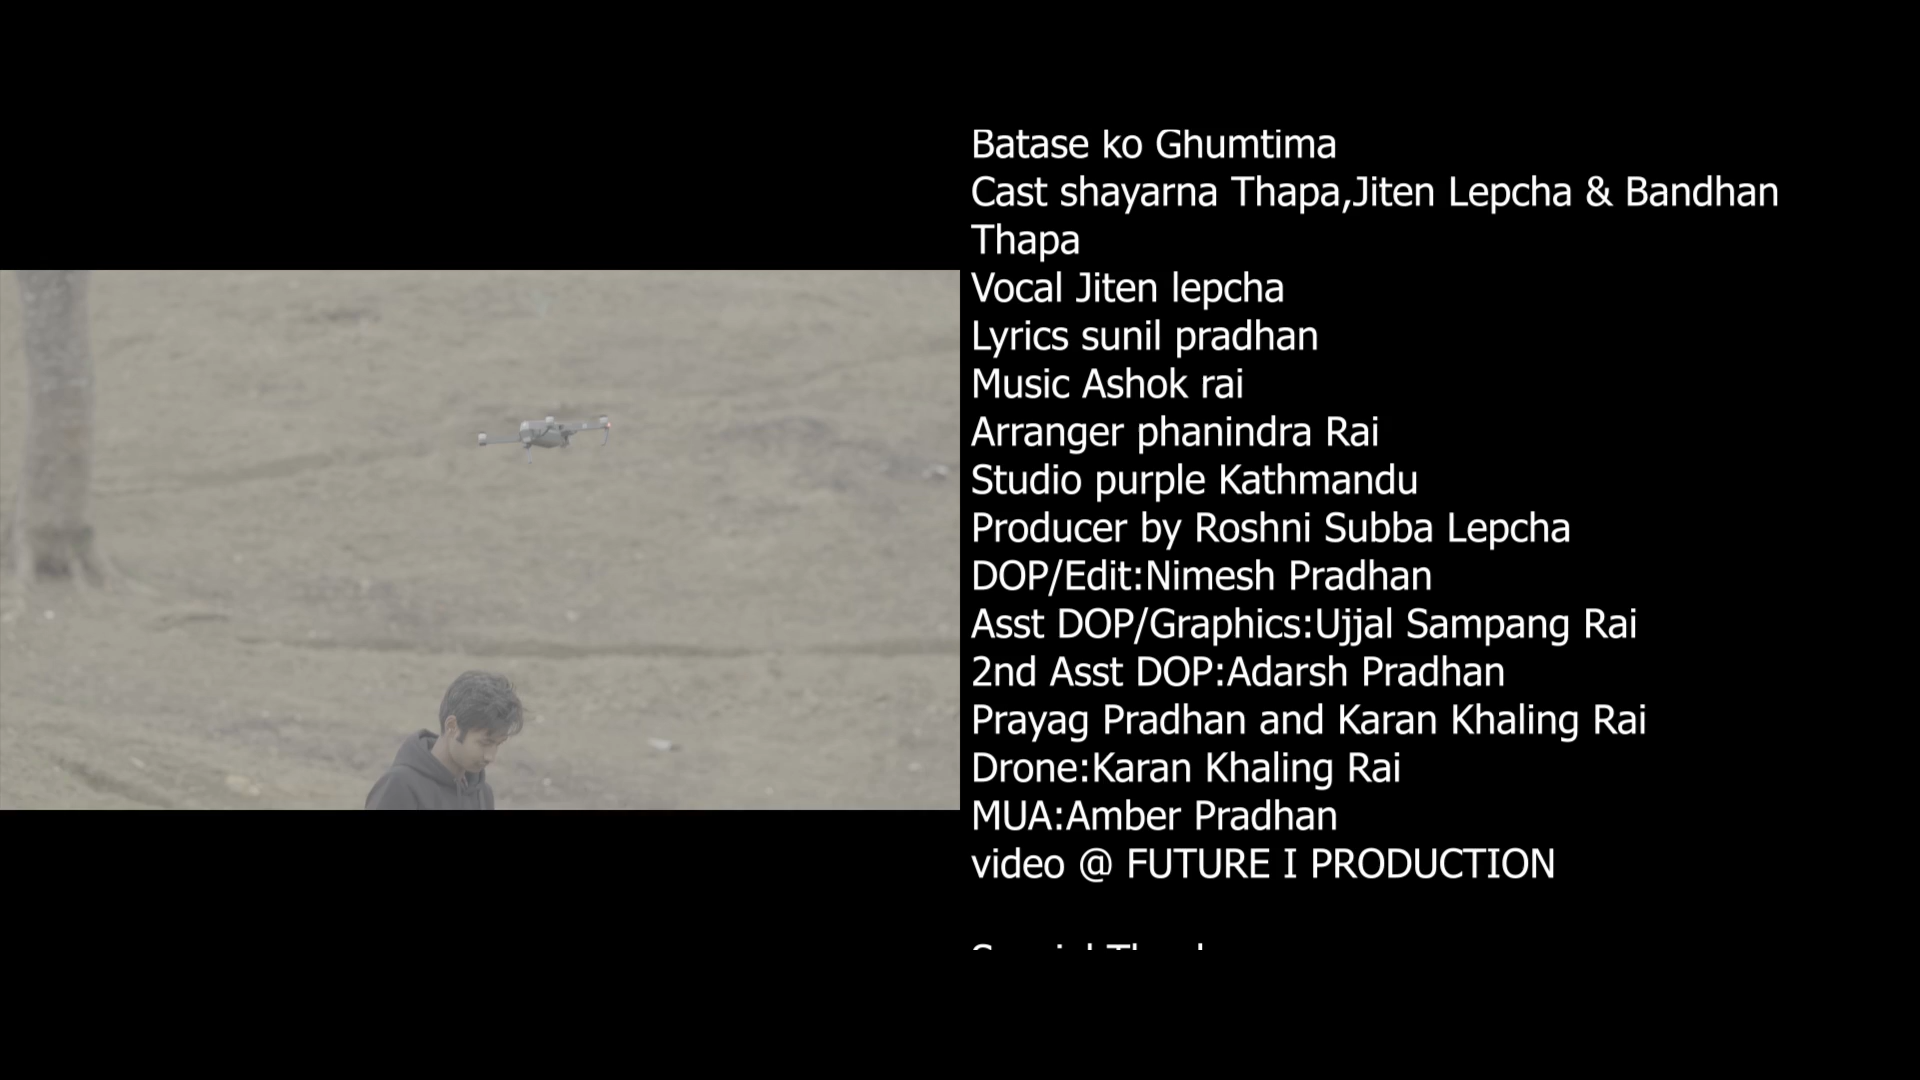 Batase ko Ghumtima
Cast shayarna Thapa,Jiten Lepcha & Bandhan
Thapa
Vocal Jiten lepcha
Lyrics sunil pradhan
Music Ashok rai
Arranger phanindra Rai
Studio purple Kathmandu
Producer by Roshni Subba Lepcha
DOP/Edit:Nimesh Pradhan
Asst DOP/Graphics:Ujjal Sampang Rai
2nd Asst DOP:Adarsh Pradhan
Prayag Pradhan and Karan Khaling Rai
Drone:Karan Khaling Rai
MUA:Amber Pradhan
video @ FUTURE I PRODUCTION